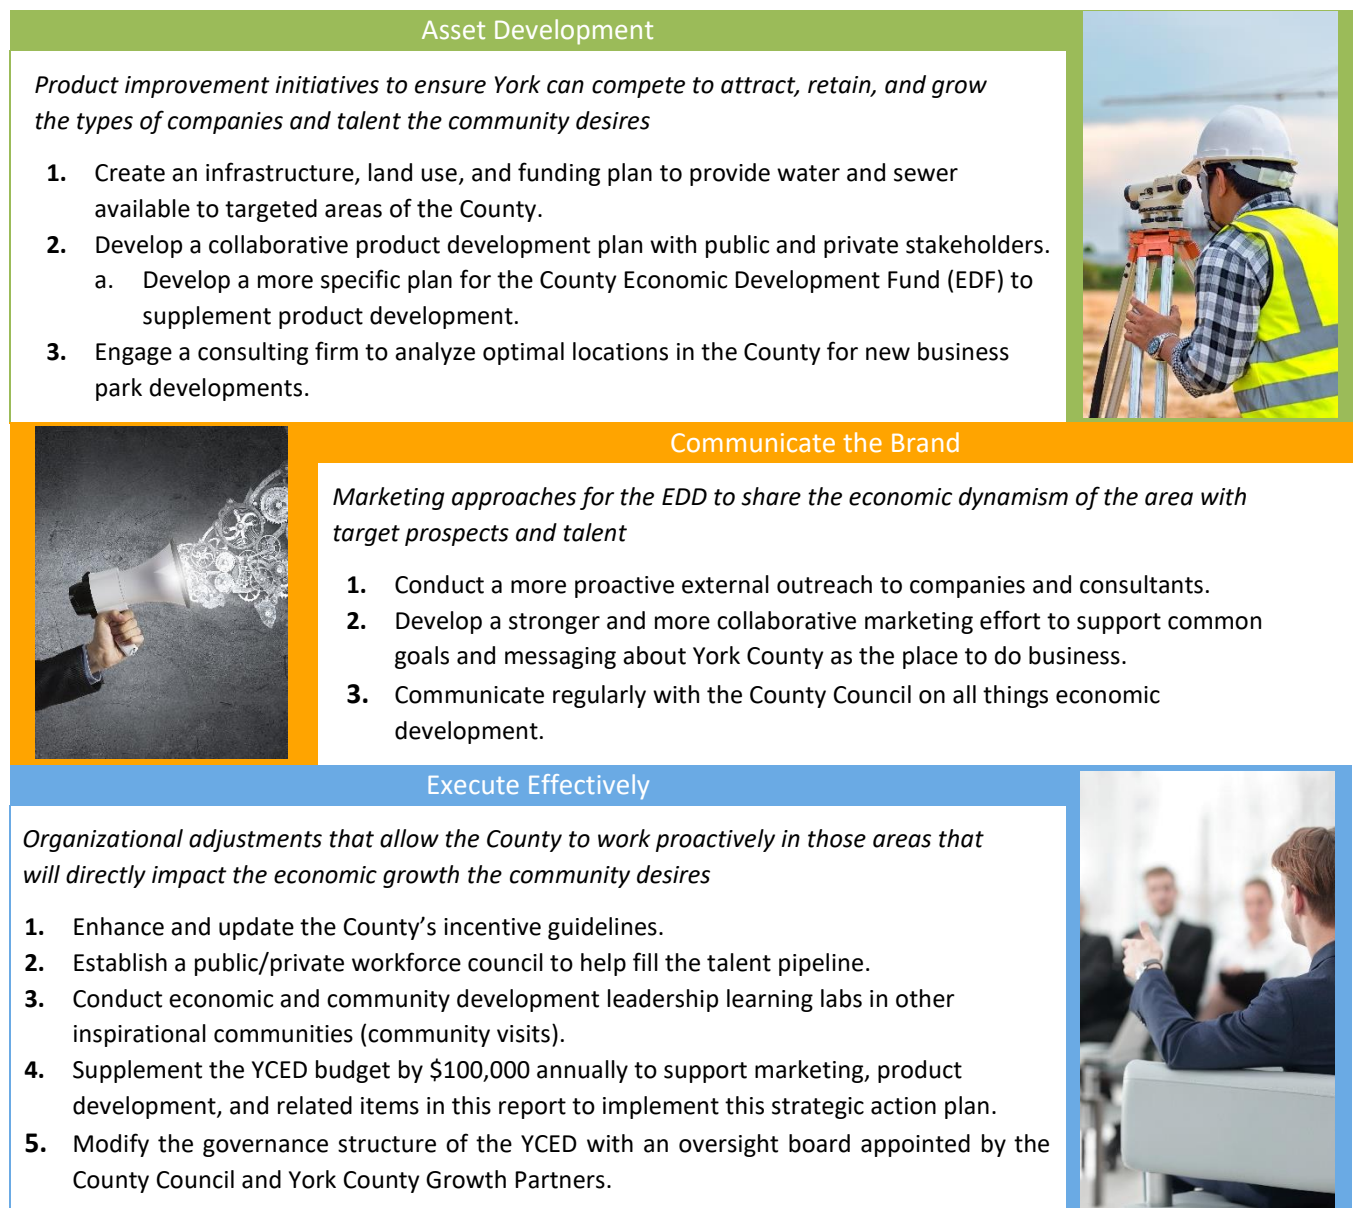 Asset Development
Product improvement initiatives to ensure York can compete to attract, retain, and grow
the types of companies and talent the community desires
1. Create an infrastructure, land use, and funding plan to provide water and sewer
available to targeted areas of the County.
2. Develop a collaborative product development plan with public and private stakeholders.
a. Develop a more specific plan for the County Economic Development Fund (EDF) to
supplement product development.
3. Engage a consulting firm to analyze optimal locations in the County for new business
park developments.
Communicate the Brand
Marketing approaches for the EDD to share the economic dynamism of the area with
target prospects and talent
1. Conduct a more proactive external outreach to companies and consultants.
2. Develop a stronger and more collaborative marketing effort to support common
goals and messaging about York County as the place to do business.
3. Communicate regularly with the County Council on all things economic
development.
Execute Effectively
Organizational adjustments that allow the County to work proactively in those areas that
will directly impact the economic growth the community desires
1. Enhance and update the County’s incentive guidelines.
2. Establish a public/private workforce council to help fill the talent pipeline.
3. Conduct economic and community development leadership learning labs in other
inspirational communities (community visits).
4. Supplement the YCED budget by $100,000 annually to support marketing, product
development, and related items in this report to implement this strategic action plan.
5. Modify the governance structure of the YCED with an oversight board appointed by the
County Council and York County Growth Partners.